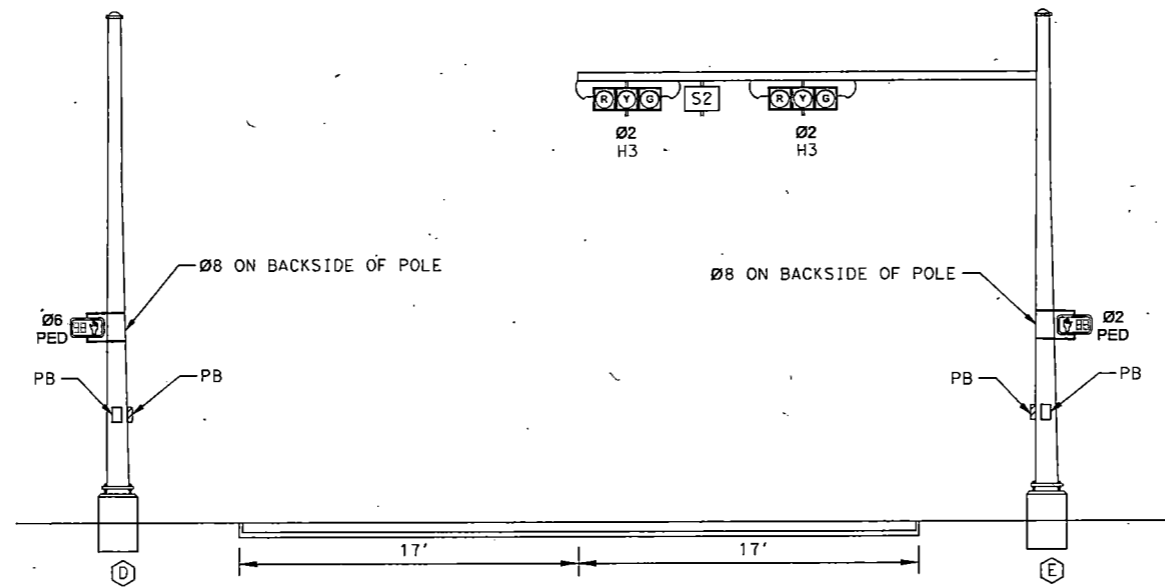 R Y G
S2
R Y G
Ø2
H3
Ø2
H3
Ø8 ON BACKSIDE OF POLE
Ø8 ON BACKSIDE OF POLE
Ø6
PED
Ø2
PED
PB
PB
PB
PB
17'
17'
D
E